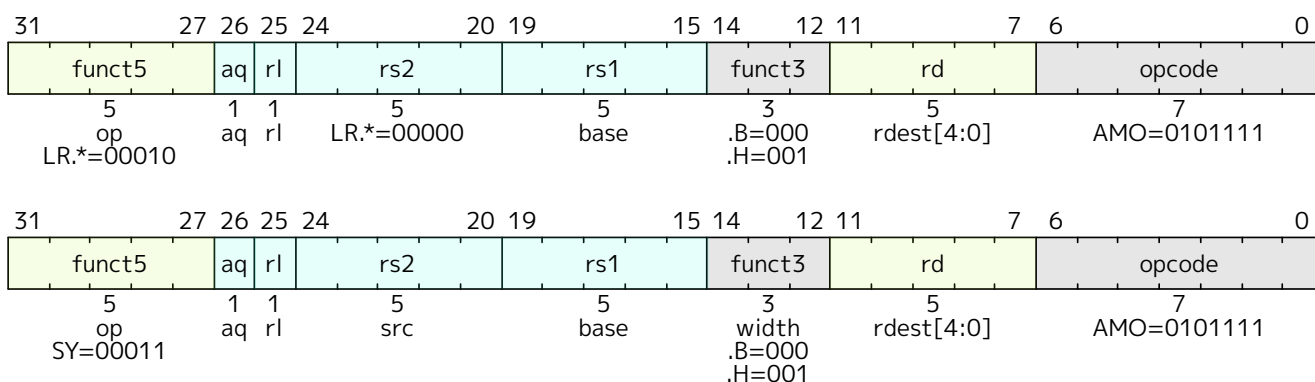 31 27 26 25 24 20 19 15 14 12 11 7 6 0
funct5 aq rl rs2 rs1 funct3 rd opcode
5 1 1 5 5 3 5 7
op aq rl LR.*=00000 base .B=000 rdest[4:0] AMO=0101111
LR.*=00010 .H=001
31 27 26 25 24 20 19 15 14 12 11 7 6 0
funct5 aq rl rs2 rs1 funct3 rd opcode
5 1 1 5 5 3 5 7
op aq rl src base width rdest[4:0] AMO=0101111
SY=00011 .B=000
.H=001